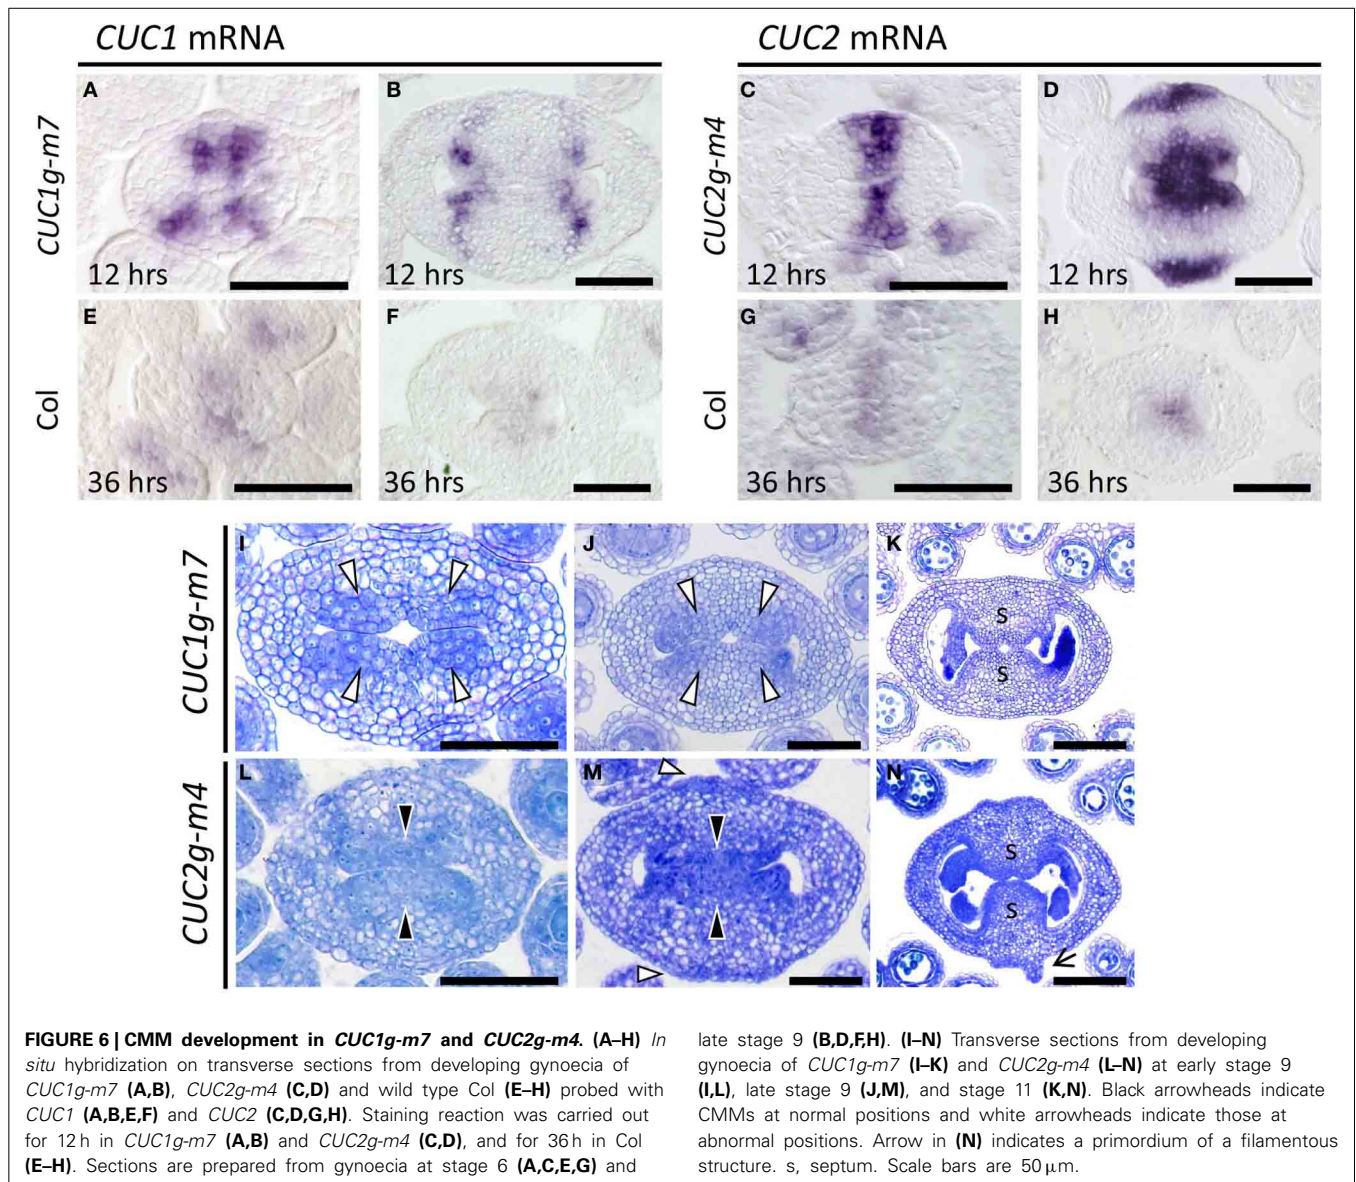 CUC1 mRNA
CUC2 mRNA
CUC1g-m7
A
12 hrs
B
12 hrs
CUC2g-m4
C
12 hrs
D
12 hrs
Col
E
36 hrs
F
36 hrs
Col
G
36 hrs
H
36 hrs
CUC1g-m7
I
J
K
S
S
CUC2g-m4
L
M
N
S
S
FIGURE 6 | CMM development in CUC1g-m7 and CUC2g-m4. (A–H) In
situ hybridization on transverse sections from developing gynoecia of
CUC1g-m7 (A,B), CUC2g-m4 (C,D) and wild type Col (E–H) probed with
CUC1 (A,B,E,F) and CUC2 (C,D,G,H). Staining reaction was carried out
for 12 h in CUC1g-m7 (A,B) and CUC2g-m4 (C,D), and for 36 h in Col
(E–H). Sections are prepared from gynoecia at stage 6 (A,C,E,G) and
late stage 9 (B,D,F,H). (I–N) Transverse sections from developing
gynoecia of CUC1g-m7 (I–K) and CUC2g-m4 (L–N) at early stage 9
(I,L), late stage 9 (J,M), and stage 11 (K,N). Black arrowheads indicate
CMMs at normal positions and white arrowheads indicate those at
abnormal positions. Arrow in (N) indicates a primordium of a filamentous
structure. s, septum. Scale bars are 50 μm.